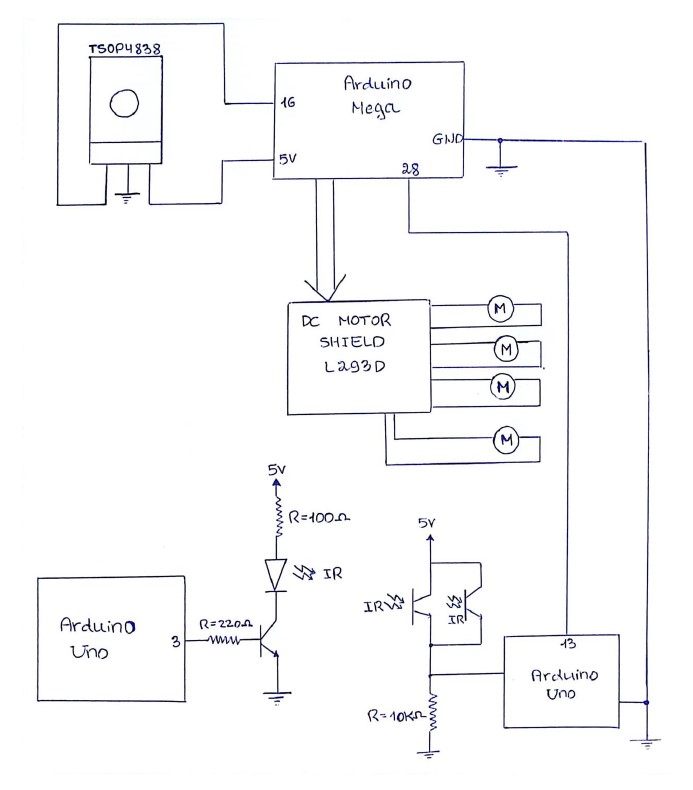 TSOP4838
Arduino
Mega
16
5V
GND
28
DC MOTOR
SHIELD
L293D
M
M
M
M
5V
R=100Ω
IR
Arduino
Uno
3
R=220Ω
5V
IR
IR
R=10KΩ
13
Arduino
Uno